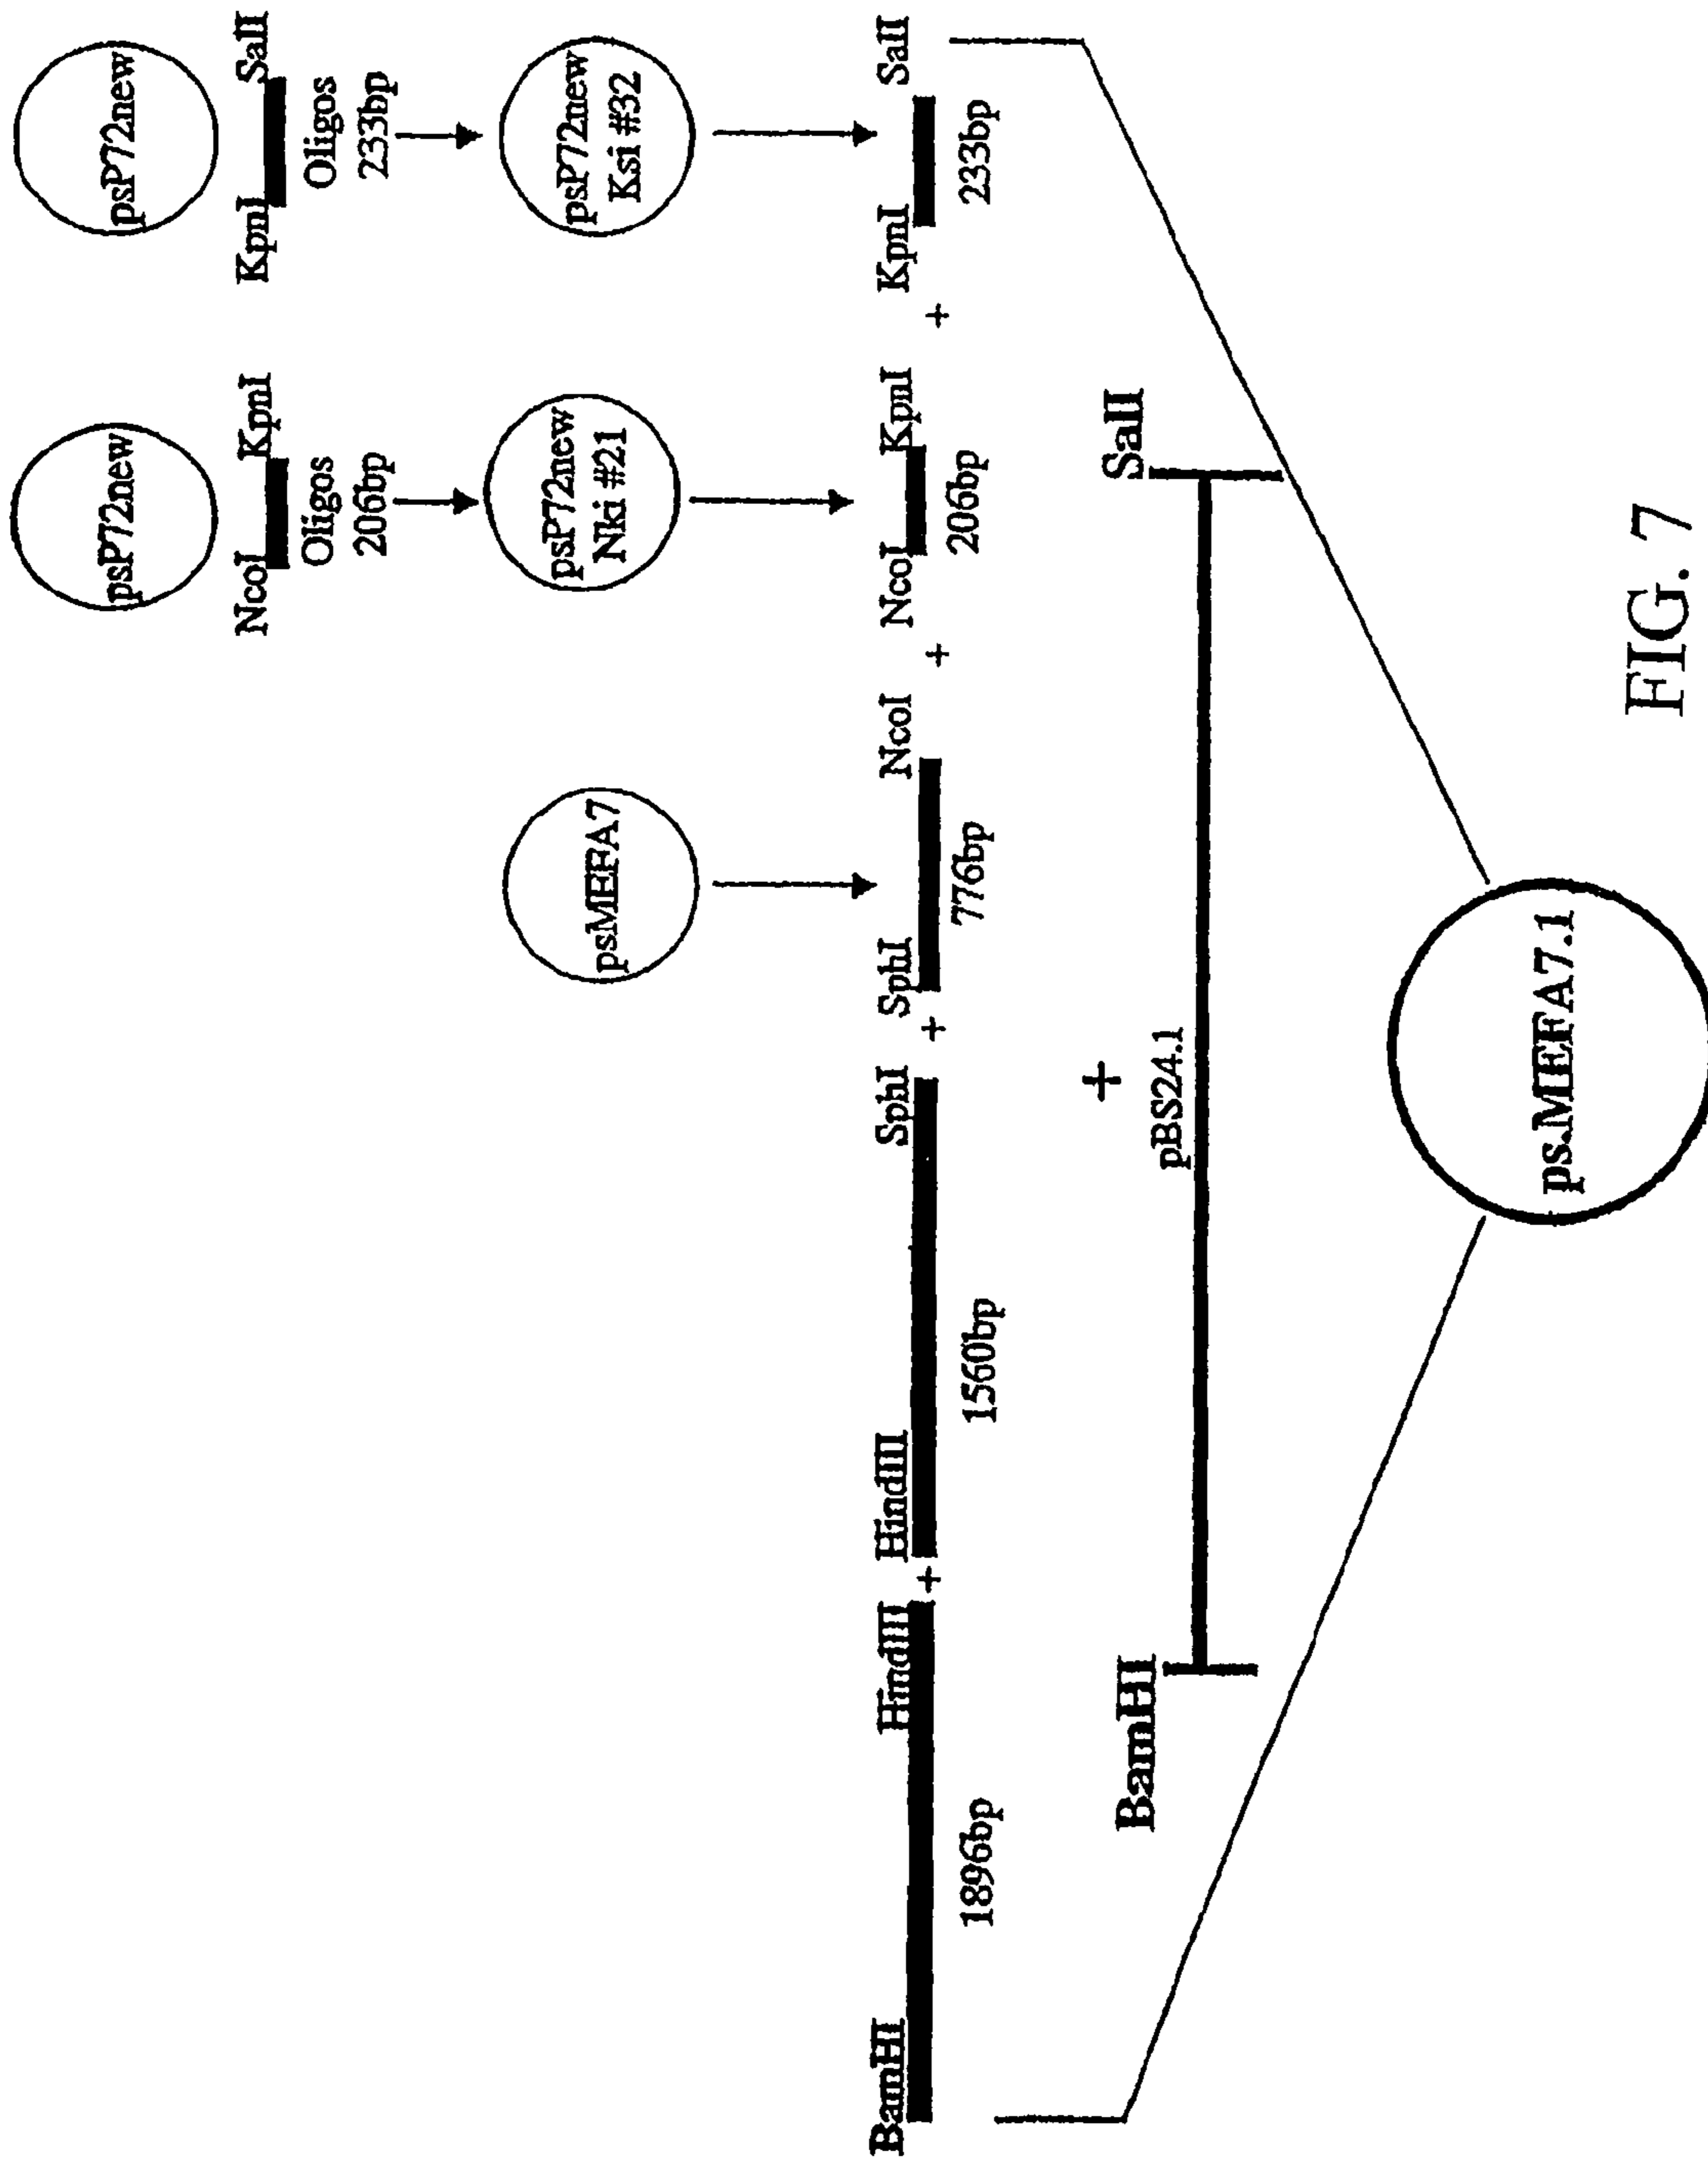 psP72new psP72new
NcoI KpnI KpnI SalI
Oligos Oligos
206bp 233bp
psMEFA7 psP72new psP72new
Nki #21 Ksi #32
BamHI HindIII + HindIII SphI + SphI NcoI + NcoI KpnI + KpnI SalI
1896bp 1560bp 776bp 206bp 233bp
+
BamHI pBS24.1 SalI
ps.MEFA7.1
FIG. 7